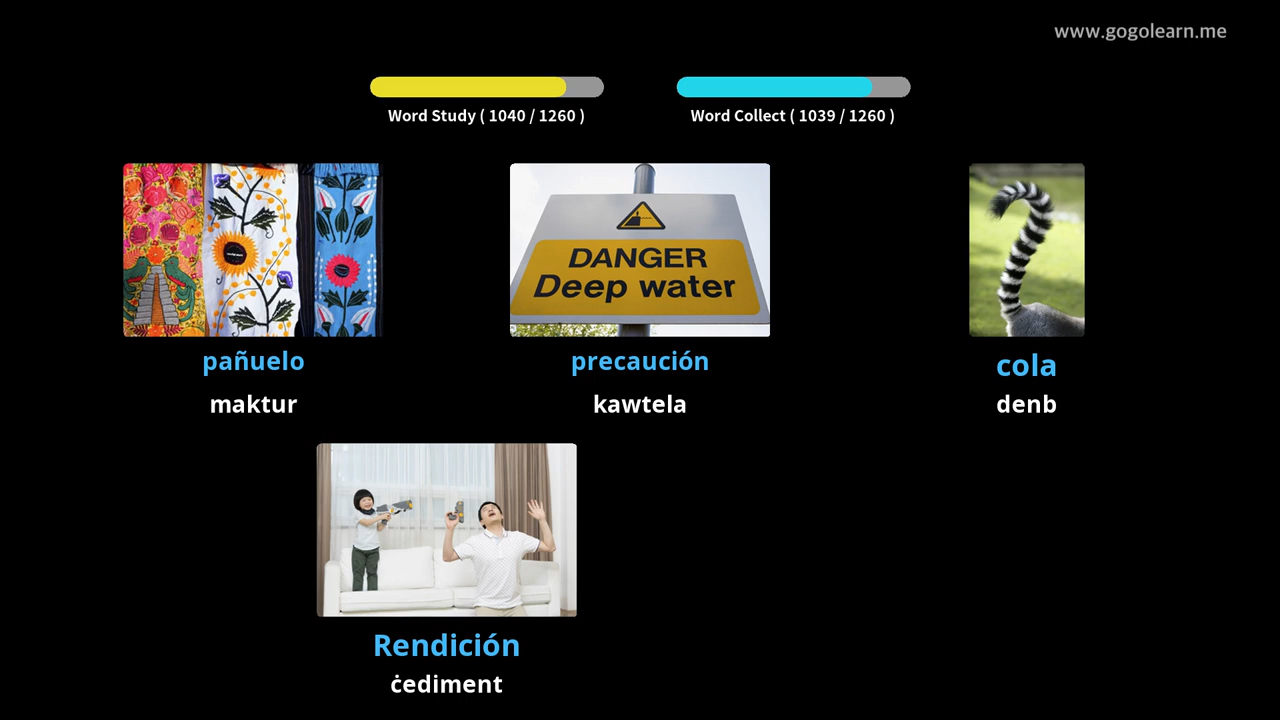 www.gogolearn.me
Word Study ( 1040 / 1260 )
Word Collect ( 1039 / 1260 )
DANGER
Deep water
pañuelo
precaución
cola
maktur
kawtela
denb
Rendición
ċediment